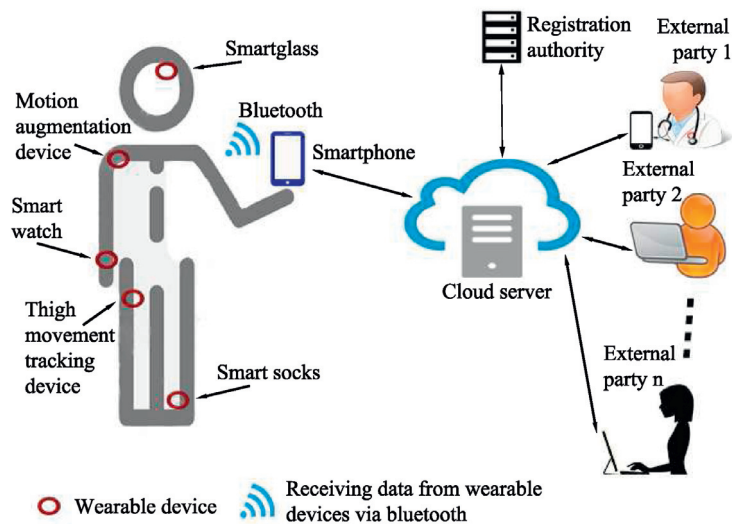 Smartglass
Motion
augmentation
device
Bluetooth
Smartphone
Smart
watch
Thigh
movement
tracking
device
Smart socks
Registration
authority
External
party 1
External
party 2
Cloud server
External
party n
Wearable device
Receiving data from wearable
devices via bluetooth